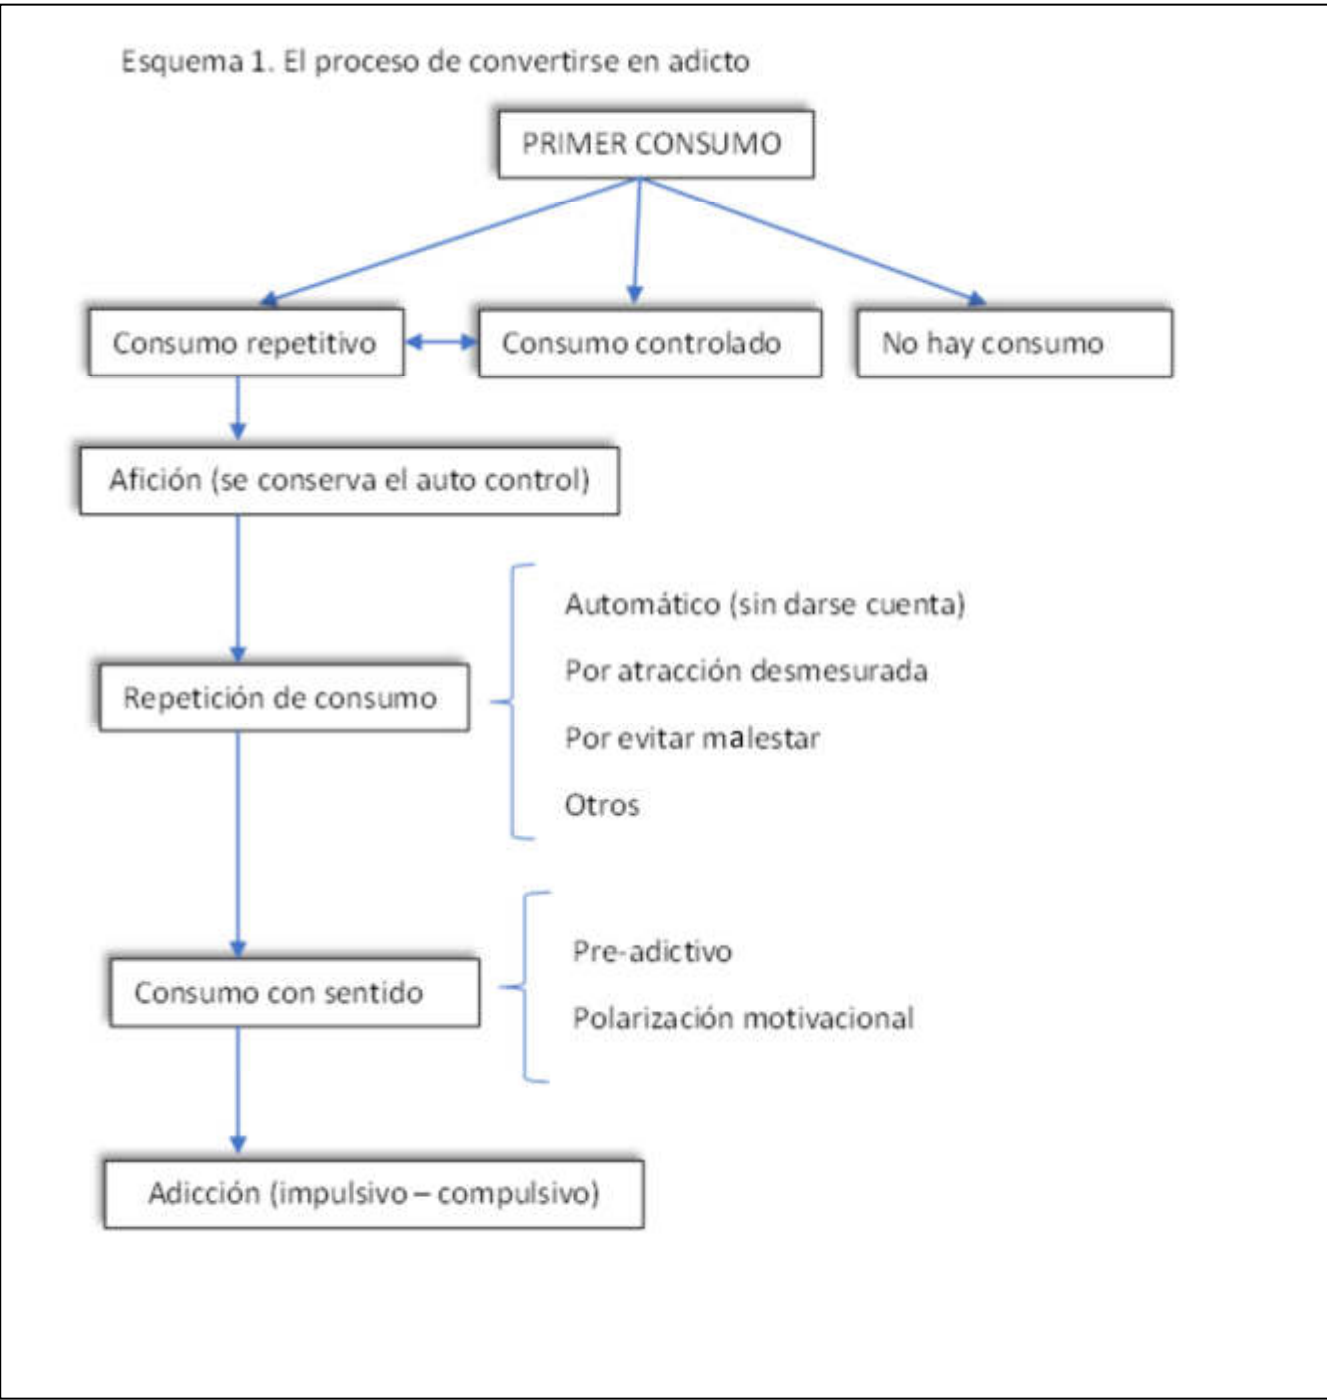 Esquema 1. El proceso de convertirse en adicto
PRIMER CONSUMO
Consumo repetitivo
Consumo controlado
No hay consumo
Afición (se conserva el auto control)
Automático (sin darse cuenta)
Por atracción desmesurada
Repetición de consumo
Por evitar malestar
Otros
Pre-adictivo
Consumo con sentido
Polarización motivacional
Adicción (impulsivo – compulsivo)